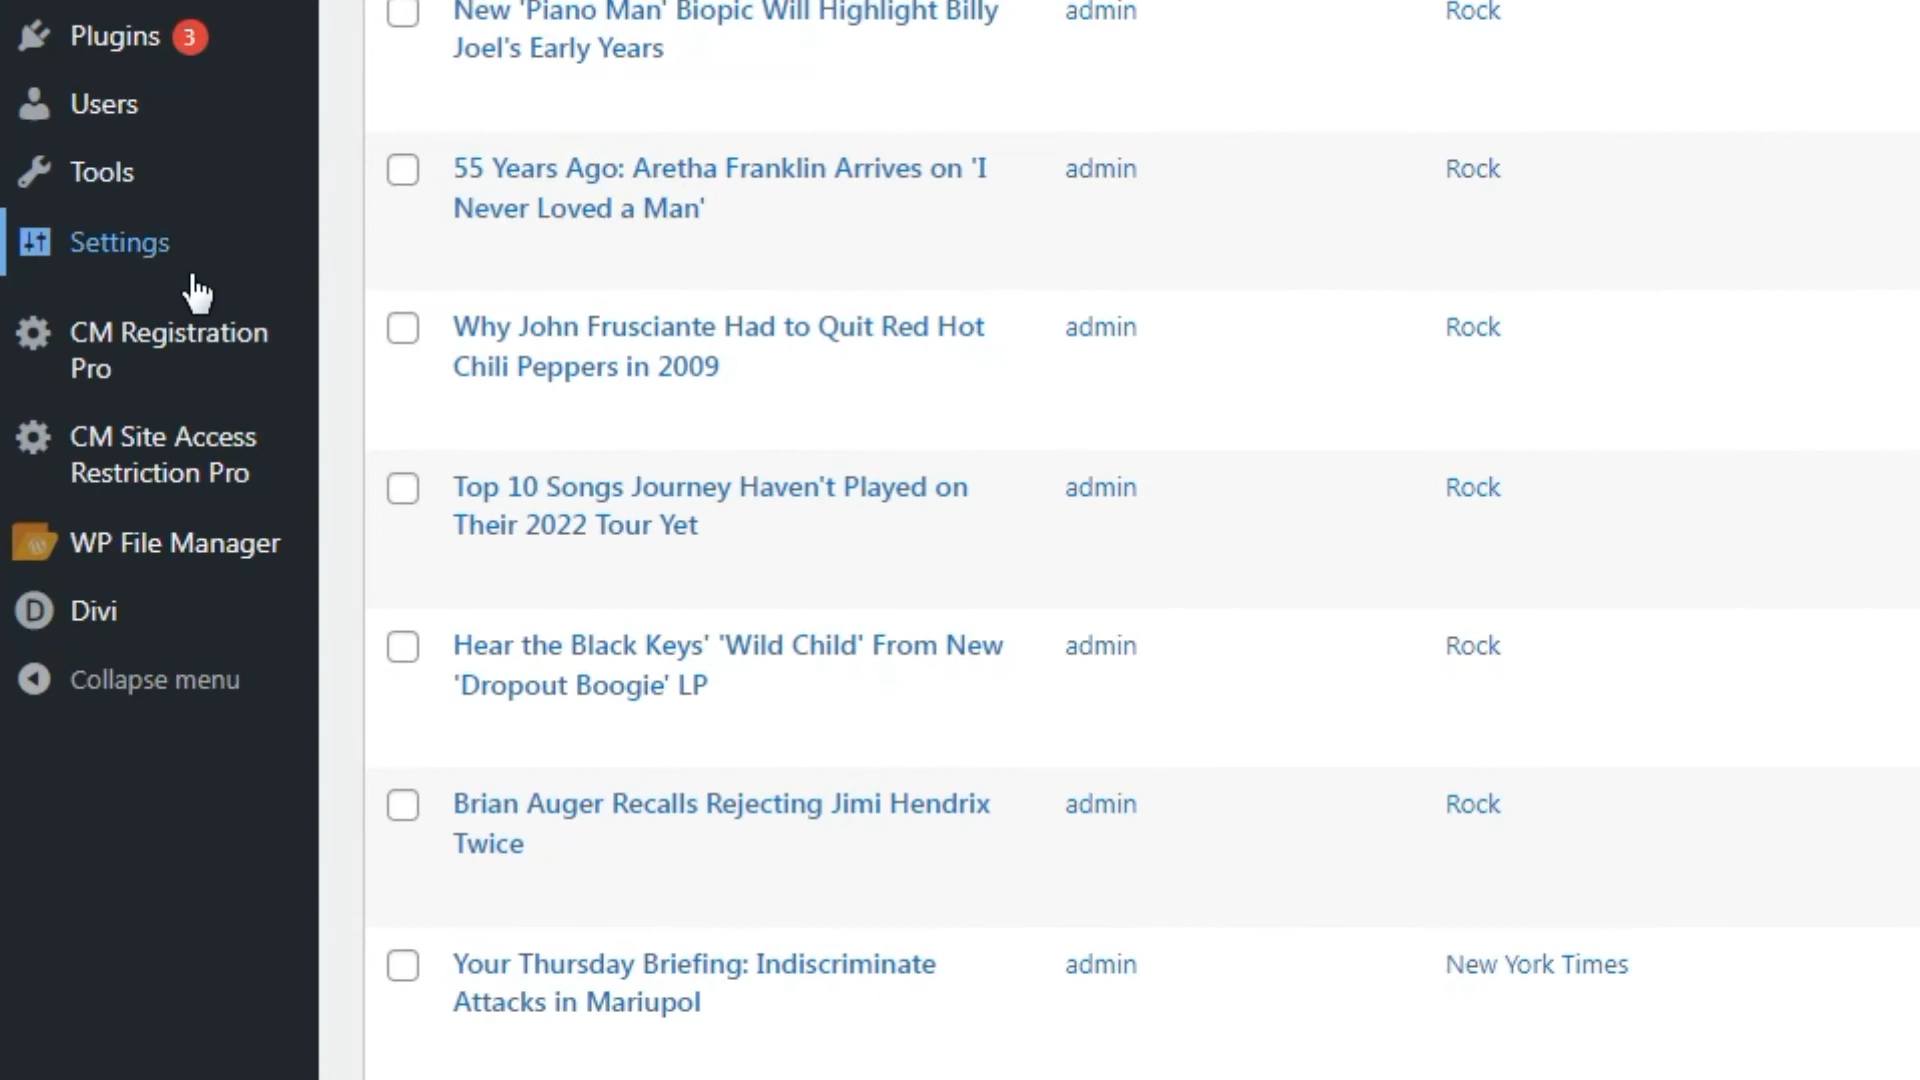 Plugins 3
Users
Tools
Settings
CM Registration
Pro
CM Site Access
Restriction Pro
WP File Manager
Divi
Collapse menu
New 'Piano Man' Biopic Will Highlight Billy
Joel's Early Years
admin
Rock
55 Years Ago: Aretha Franklin Arrives on 'I
Never Loved a Man'
admin
Rock
Why John Frusciante Had to Quit Red Hot
Chili Peppers in 2009
admin
Rock
Top 10 Songs Journey Haven't Played on
Their 2022 Tour Yet
admin
Rock
Hear the Black Keys' 'Wild Child' From New
'Dropout Boogie' LP
admin
Rock
Brian Auger Recalls Rejecting Jimi Hendrix
Twice
admin
Rock
Your Thursday Briefing: Indiscriminate
Attacks in Mariupol
admin
New York Times